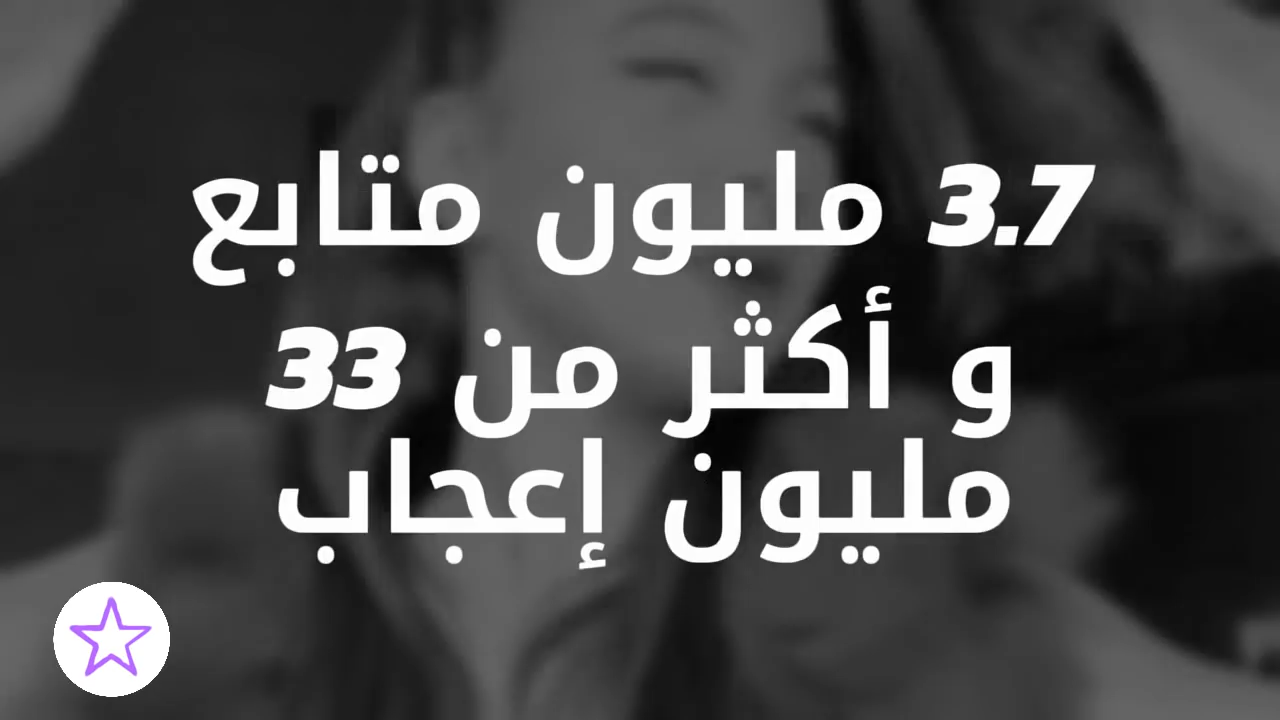 3.7 مليون متابع
و أكثر من 33
مليون إعجاب